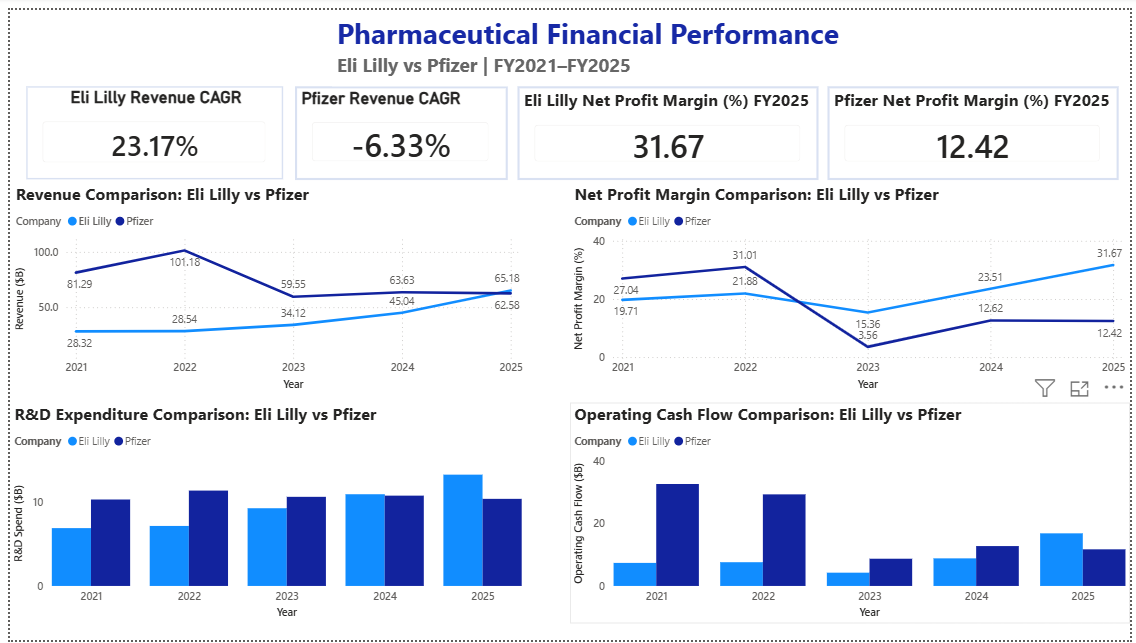 Pharmaceutical Financial Performance
Eli Lilly vs Pfizer | FY2021–FY2025
Eli Lilly Revenue CAGR
23.17%
Pfizer Revenue CAGR
-6.33%
Eli Lilly Net Profit Margin (%) FY2025
31.67
Pfizer Net Profit Margin (%) FY2025
12.42
Revenue Comparison: Eli Lilly vs Pfizer
Company Eli Lilly Pfizer
Revenue ($B)
100.0
50.0
81.29
101.18
59.55
63.63
65.18
28.32
28.54
34.12
45.04
62.58
2021 2022 2023 2024 2025
Year
Net Profit Margin Comparison: Eli Lilly vs Pfizer
Company Eli Lilly Pfizer
Net Profit Margin (%)
40
20
0
27.04
19.71
31.01
21.88
15.36
3.56
23.51
12.62
31.67
12.42
2021 2022 2023 2024 2025
Year
R&D Expenditure Comparison: Eli Lilly vs Pfizer
Company Eli Lilly Pfizer
R&D Spend ($B)
10
0
2021 2022 2023 2024 2025
Year
Operating Cash Flow Comparison: Eli Lilly vs Pfizer
Company Eli Lilly Pfizer
Operating Cash Flow ($B)
40
20
0
2021 2022 2023 2024 2025
Year